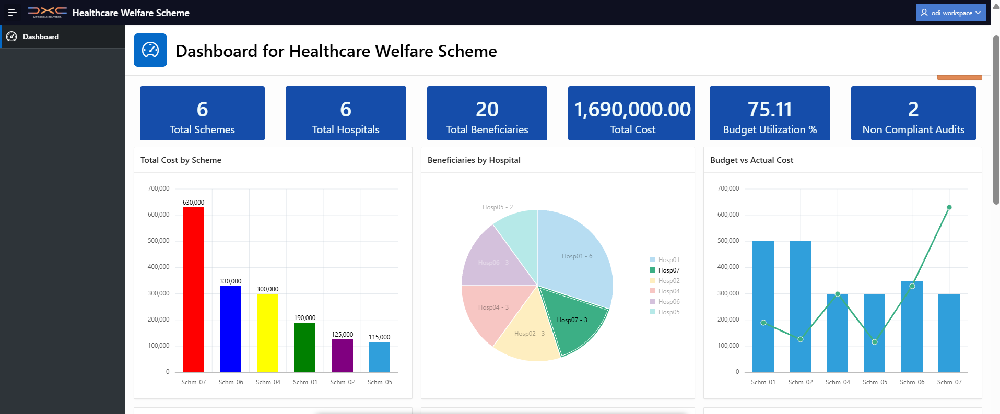 DXC
IMPOSSIBLE. DELIVERED.
Healthcare Welfare Scheme
odi_workspace
Dashboard
Dashboard for Healthcare Welfare Scheme
6
Total Schemes
6
Total Hospitals
20
Total Beneficiaries
1,690,000.00
Total Cost
75.11
Budget Utilization %
2
Non Compliant Audits
Total Cost by Scheme
700,000
600,000
500,000
400,000
300,000
200,000
100,000
0
630,000
330,000
300,000
190,000
125,000
115,000
Schm_07 Schm_06 Schm_04 Schm_01 Schm_02 Schm_05
Beneficiaries by Hospital
Hosp05 - 2
Hosp01 - 6
Hosp06 - 3
Hosp04 - 3
Hosp07 - 3
Hosp02 - 3
Hosp01
Hosp07
Hosp02
Hosp04
Hosp06
Hosp05
Budget vs Actual Cost
700,000
600,000
500,000
400,000
300,000
200,000
100,000
0
Schm_01 Schm_02 Schm_04 Schm_05 Schm_06 Schm_07